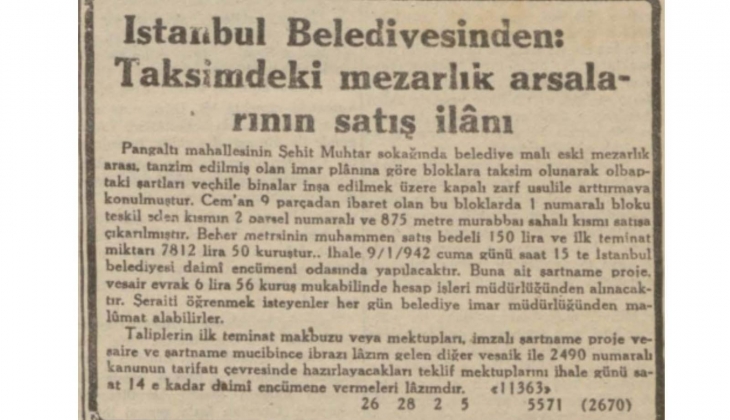 Istanbul Belediyesinden:
Taksimdeki mezarlık arsala-
rının satış ilânı
Pangaltı mahallesinin Şehit Muhtar sokağında belediye malı eski mezarlık
arası, tanzim edilmiş olan imar plânına göre bloklara taksim olunarak olbap-
taki şartları veçhile binalar inşa edilmek üzere kapalı zarf usulile arttırmaya
konulmuştur. Cem'an 9 parçadan ibaret olan bu bloklarda 1 numaralı bloku
teşkil eden kısmın 2 parsel numaralı ve 875 metre murabbaı sahalı kısmı satışa
çıkarılmıştır. Beher metresinin muhammen satış bedeli 150 lira ve ilk teminat
miktarı 7812 lira 50 kuruştur.. Ihale 9/1/942 cuma günü saat 15 te Istanbul
belediyesi daimî encümeni odasında yapılacaktır. Buna ait şartname proje,
vesair evrak 6 lira 56 kuruş mukabilinde hesap işleri müdürlüğünden alınacak-
tır. Şeraiti öğrenmek isteyenler her gün belediye imar müdürlüğünden ma-
lûmat alabilirler.
Taliplerin ilk teminat makbuzu veya mektupları, imzalı şartname proje ve-
saire ve şartname mucibince ibrazı lâzım gelen diğer vesaik ile 2490 numaralı
kanunun tarifatı çevresinde hazırlayacakları teklif mektuplarını ihale günü sa-
at 14 e kadar daimî encümene vermeleri lâzımdır. «11363»
26 28 2 5 5571 (2670)